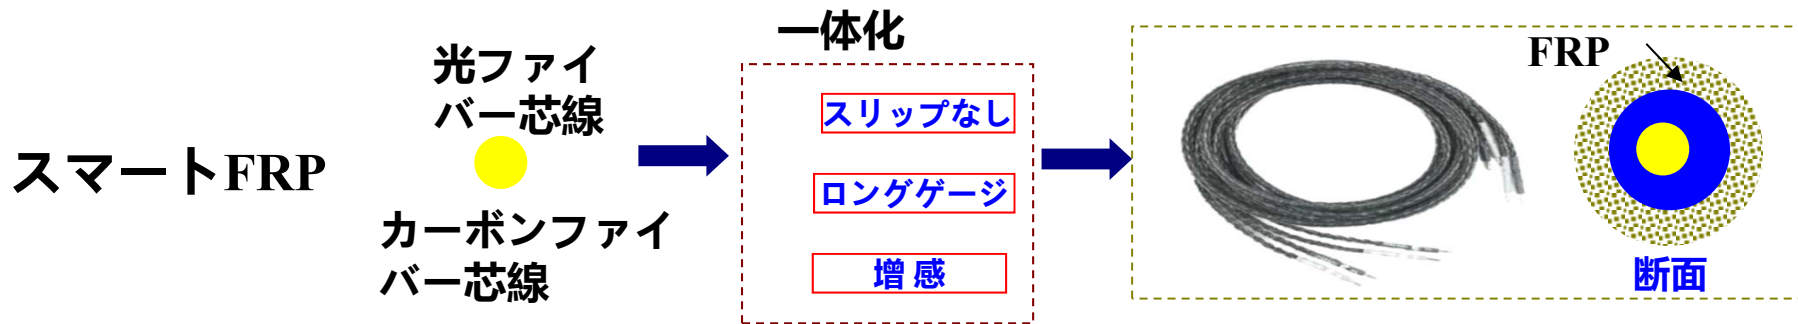 スマートFRP
光ファイ
バー芯線
カーボンファイ
バー芯線
一体化
スリップなし
ロングゲージ
増 感
FRP
断面